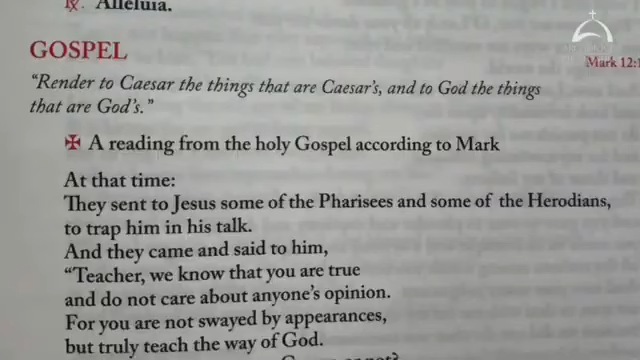 ℟. Alleluia.
GOSPEL
Mark 12:1
“Render to Caesar the things that are Caesar’s, and to God the things
that are God’s.”
✠ A reading from the holy Gospel according to Mark
At that time:
They sent to Jesus some of the Pharisees and some of the Herodians,
to trap him in his talk.
And they came and said to him,
“Teacher, we know that you are true
and do not care about anyone’s opinion.
For you are not swayed by appearances,
but truly teach the way of God.